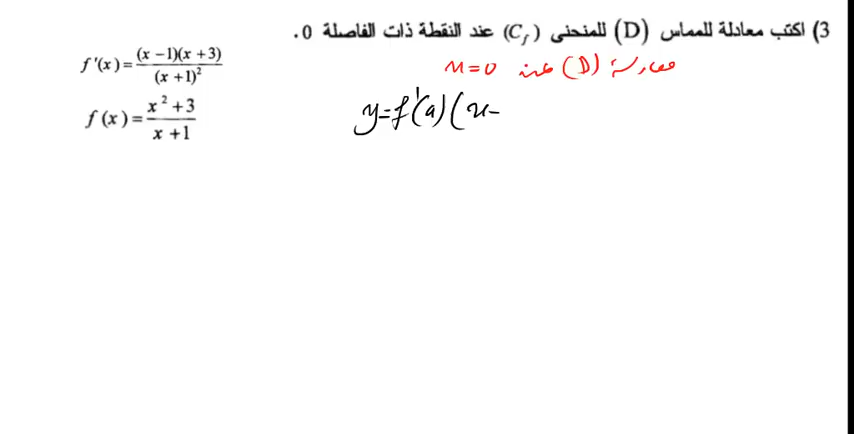 3) اكتب معادلة للمماس (D) للمنحنى (C_f) عند النقطة ذات الفاصلة 0 .
f'(x) = (x −1)(x +3) / (x +1)²
معادلة (D) عند x=0
f (x) = x² +3 / x +1
y=f'(a)(x-